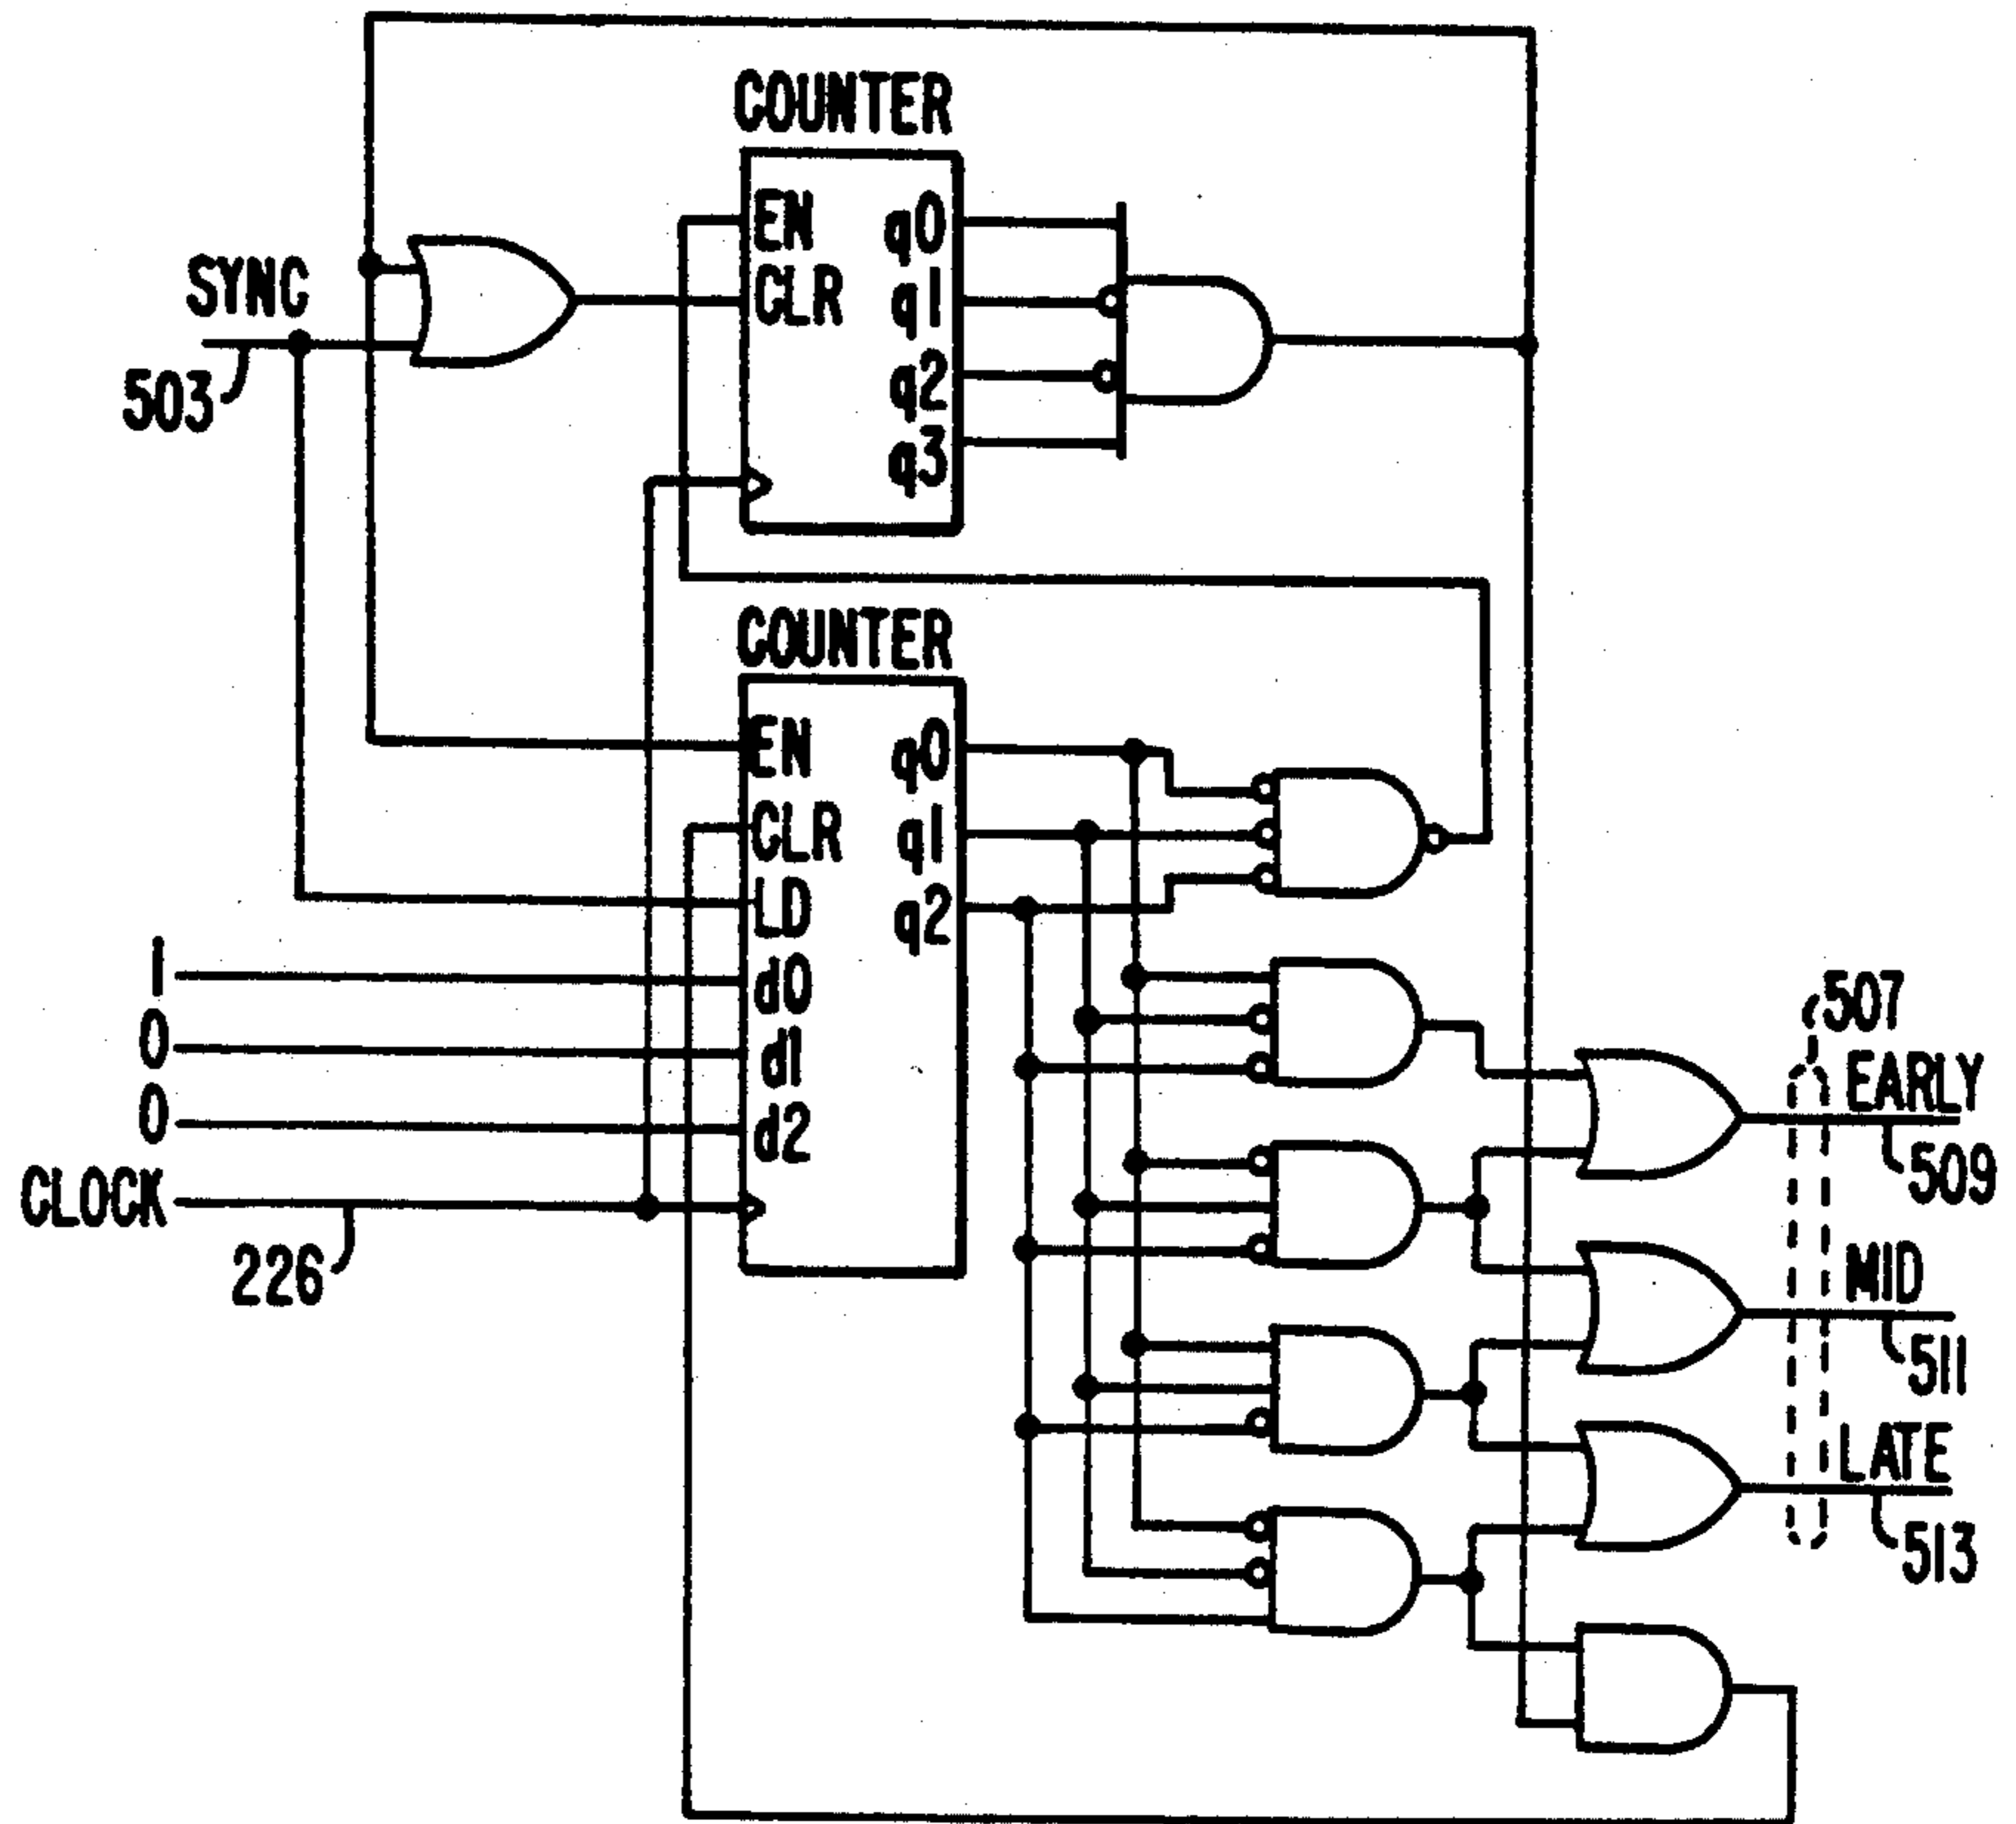 COUNTER
EN q0
CLR q1
q2
q3
SYNC
503
COUNTER
EN q0
CLR q1
LD q2
1 d0
0 d1
0 d2
CLOCK
226
507
EARLY
509
MID
511
LATE
513